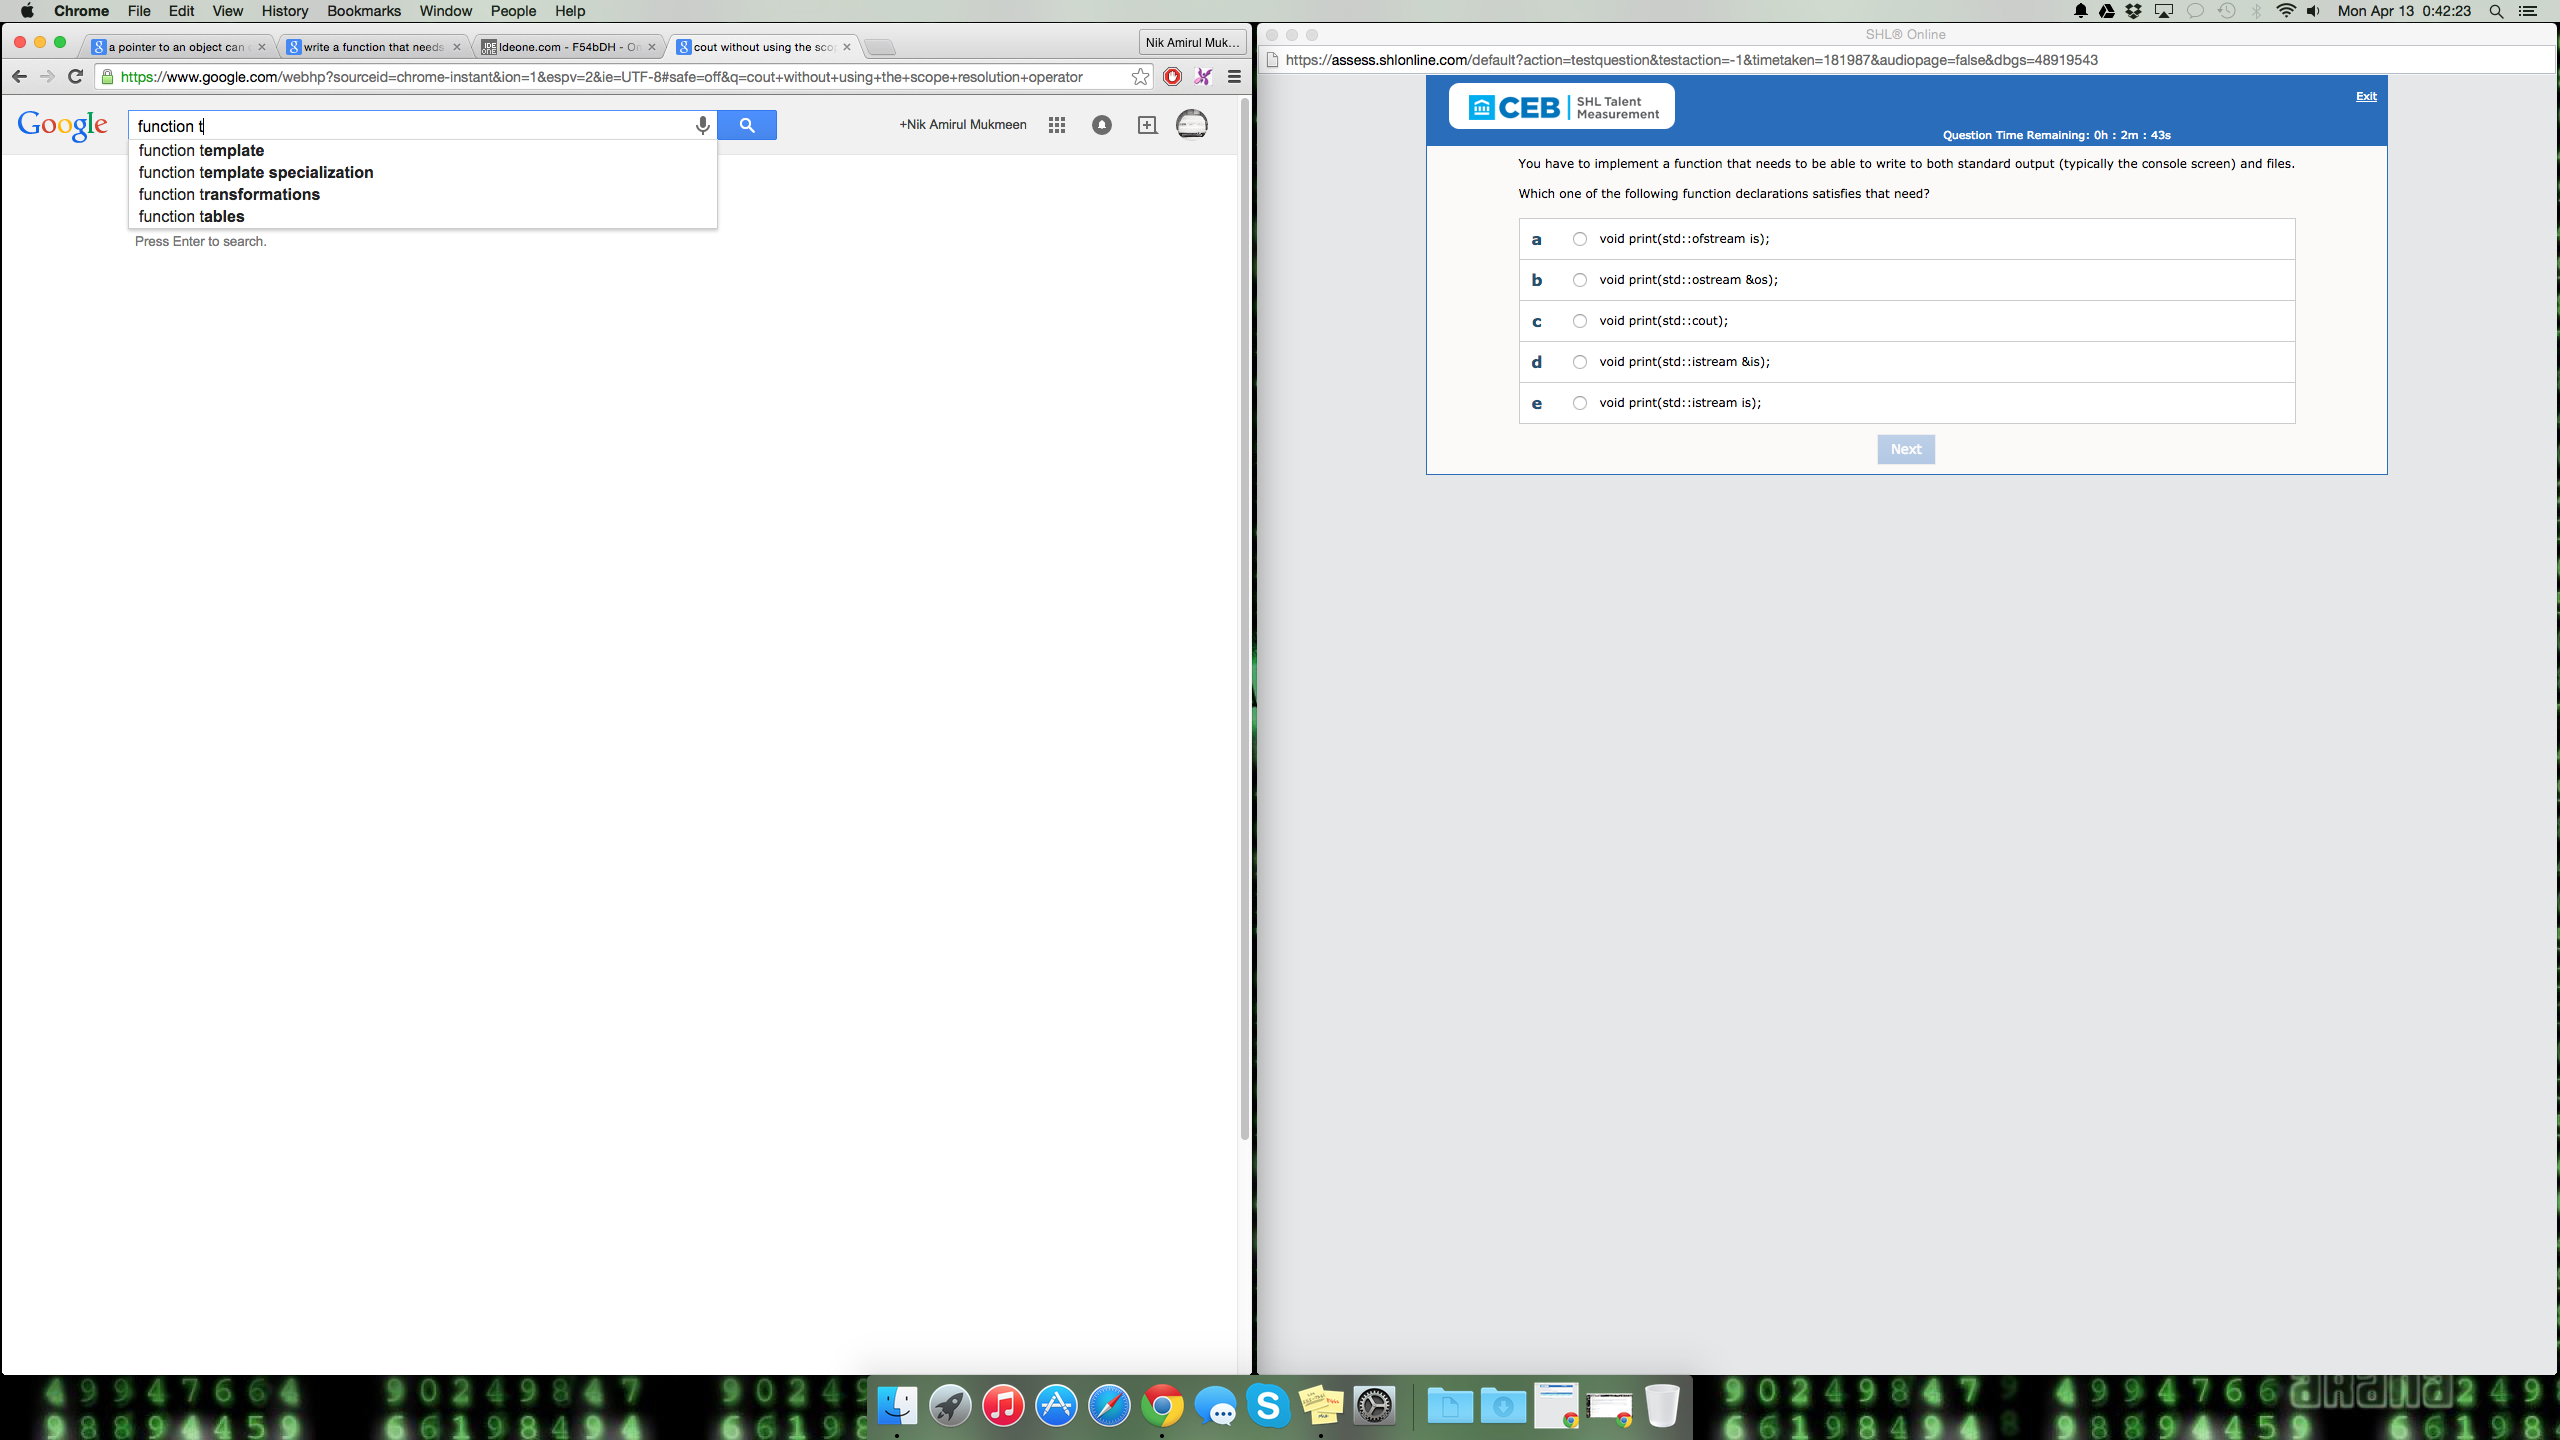 Chrome File Edit View History Bookmarks Window People Help
Mon Apr 13 0:42:23
a pointer to an object can
write a function that needs
Ideone.com - F54bDH - On
cout without using the sco
Nik Amirul Muk...
https://www.google.com/webhp?sourceid=chrome-instant&ion=1&espv=2&ie=UTF-8#safe=off&q=cout+without+using+the+scope+resolution+operator
Google
function t
+Nik Amirul Mukmeen
function template
function template specialization
function transformations
function tables
Press Enter to search.
SHL® Online
https://assess.shlonline.com/default?action=testquestion&testaction=-1&timetaken=181987&audiopage=false&dbgs=48919543
CEB SHL Talent
Measurement
Exit
Question Time Remaining: 0h : 2m : 43s
You have to implement a function that needs to be able to write to both standard output (typically the console screen) and files.
Which one of the following function declarations satisfies that need?
a void print(std::ofstream is);
b void print(std::ostream &os);
c void print(std::cout);
d void print(std::istream &is);
e void print(std::istream is);
Next